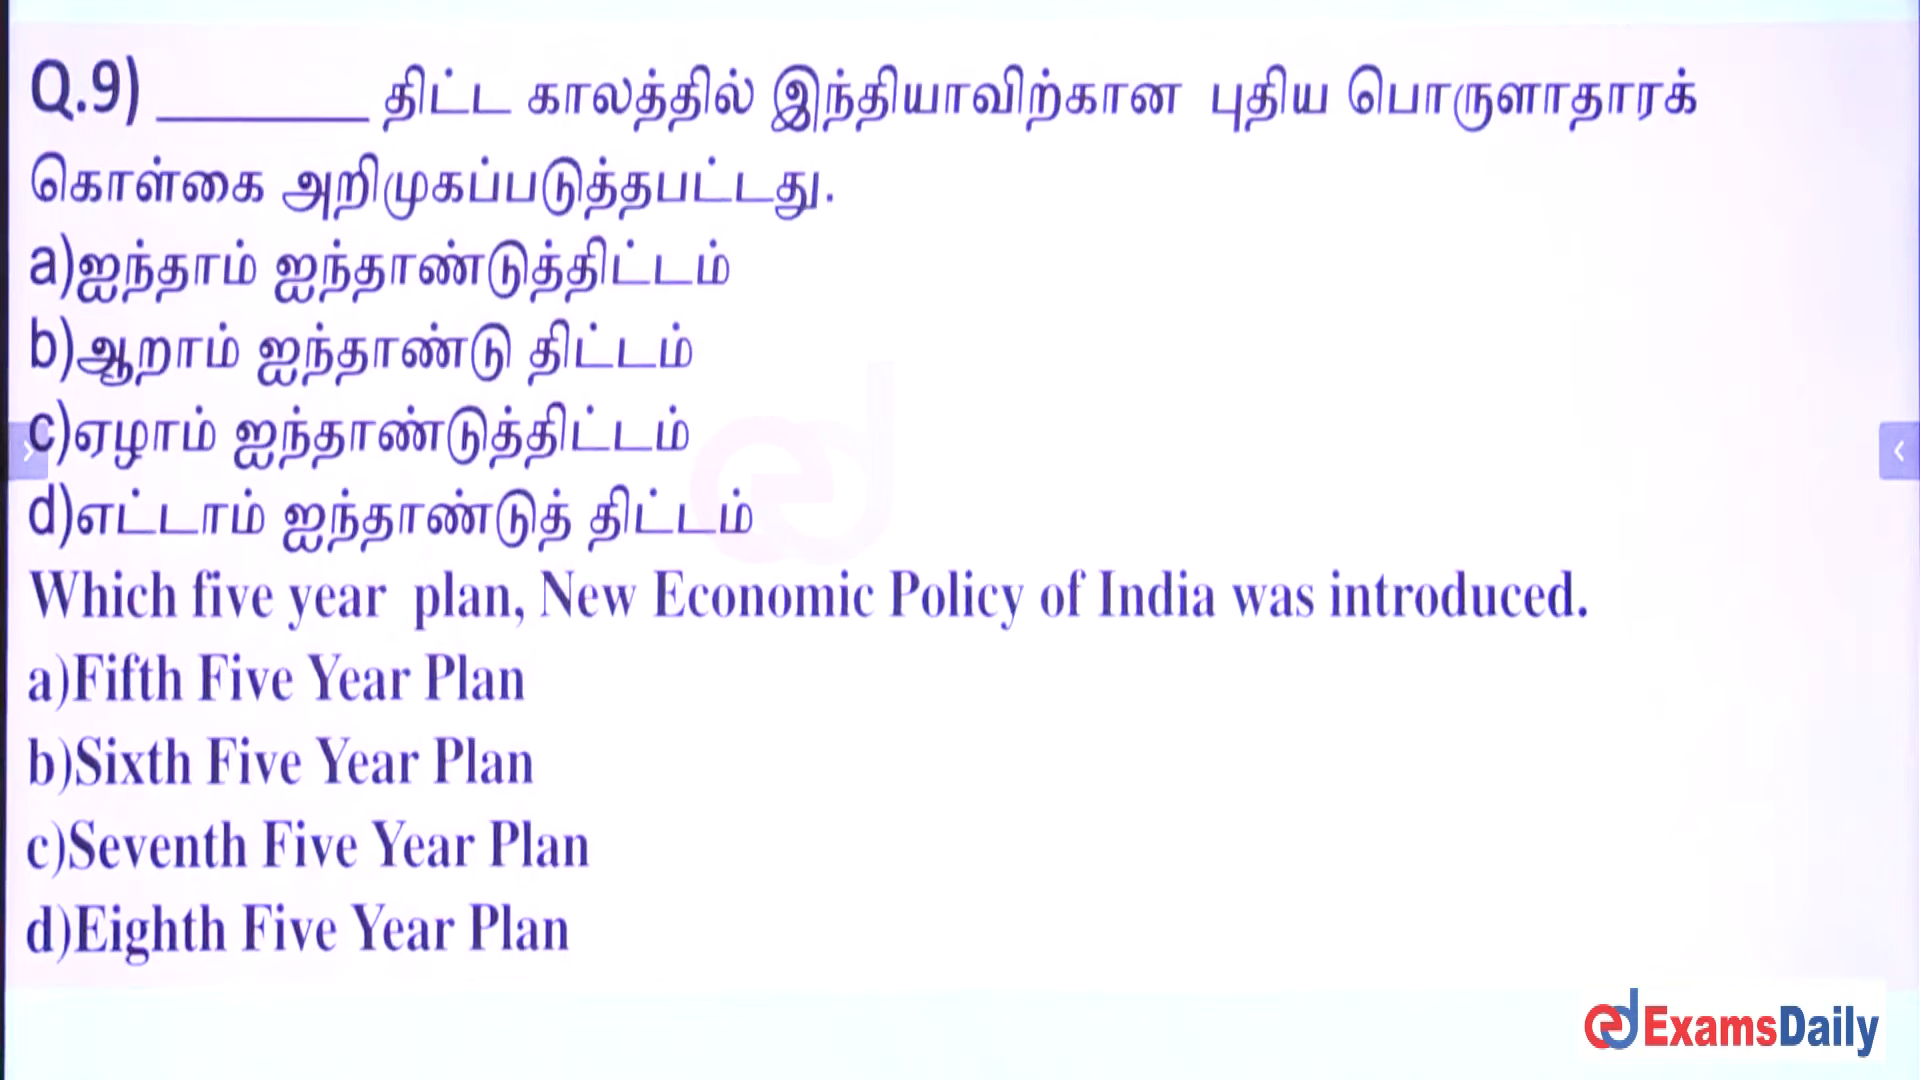 Q.9) ________ திட்ட காலத்தில் இந்தியாவிற்கான புதிய பொருளாதாரக்
கொள்கை அறிமுகப்படுத்தபட்டது.
a)ஐந்தாம் ஐந்தாண்டுத்திட்டம்
b)ஆறாம் ஐந்தாண்டு திட்டம்
c)ஏழாம் ஐந்தாண்டுத்திட்டம்
d)எட்டாம் ஐந்தாண்டுத் திட்டம்
Which five year plan, New Economic Policy of India was introduced.
a)Fifth Five Year Plan
b)Sixth Five Year Plan
c)Seventh Five Year Plan
d)Eighth Five Year Plan
ed ExamsDaily